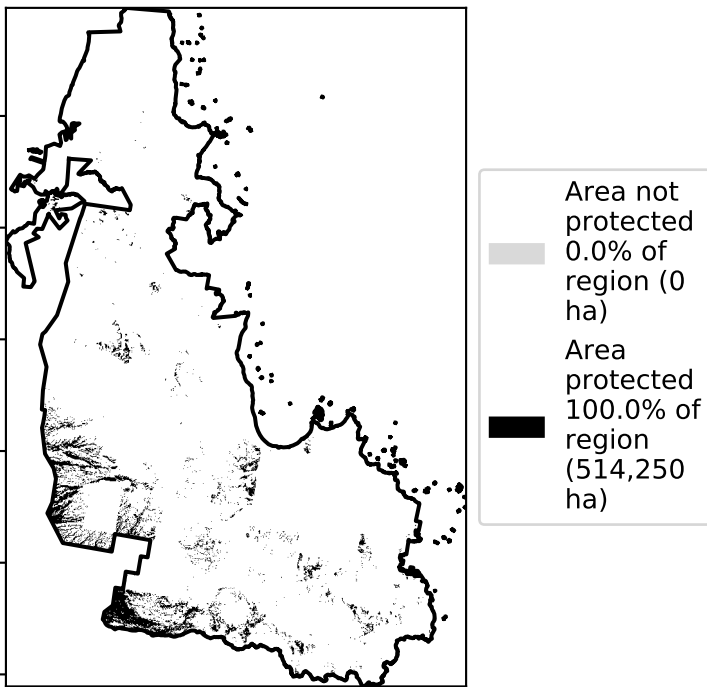 Area not
protected
0.0% of
region (0
ha)
Area
protected
100.0% of
region
(514,250
ha)